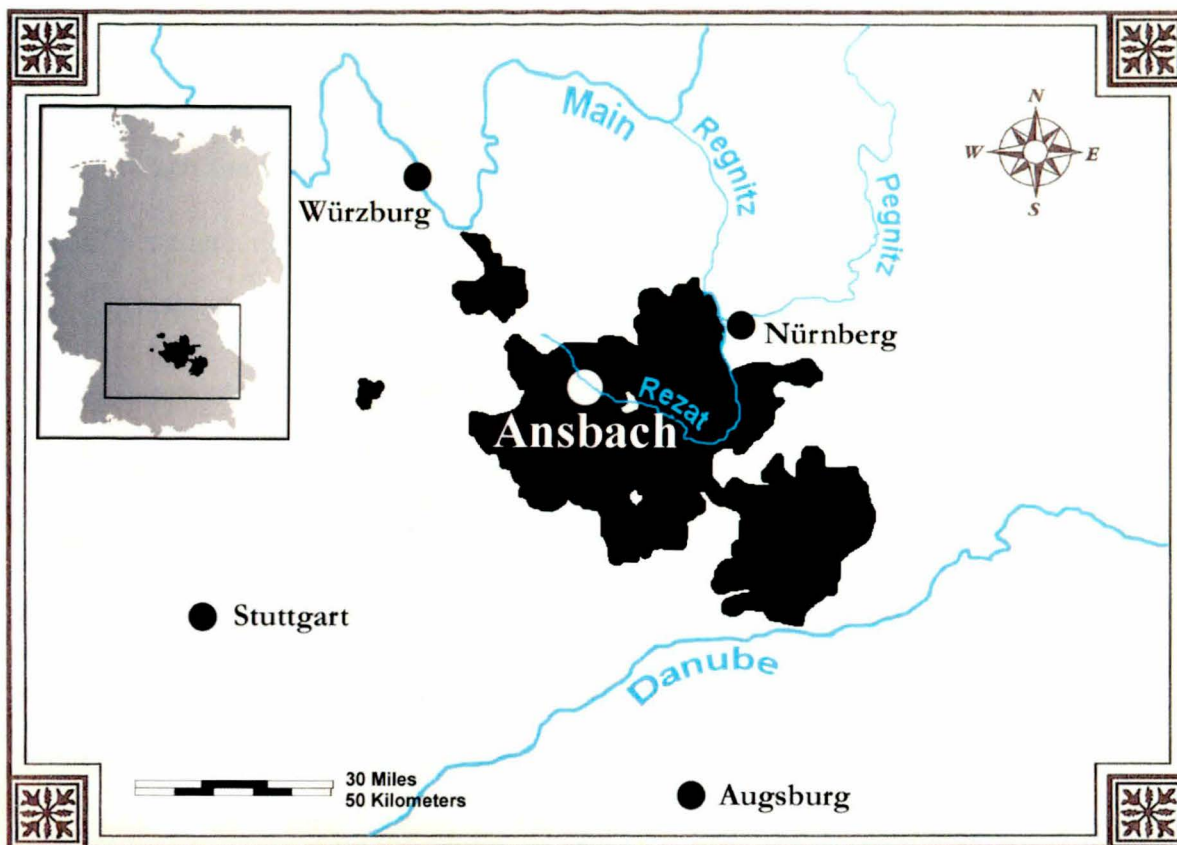 N
W E
S
Main
Regnitz
Pegnitz
Würzburg
Nürnberg
Rezat
Ansbach
Stuttgart
Danube
30 Miles
50 Kilometers
Augsburg